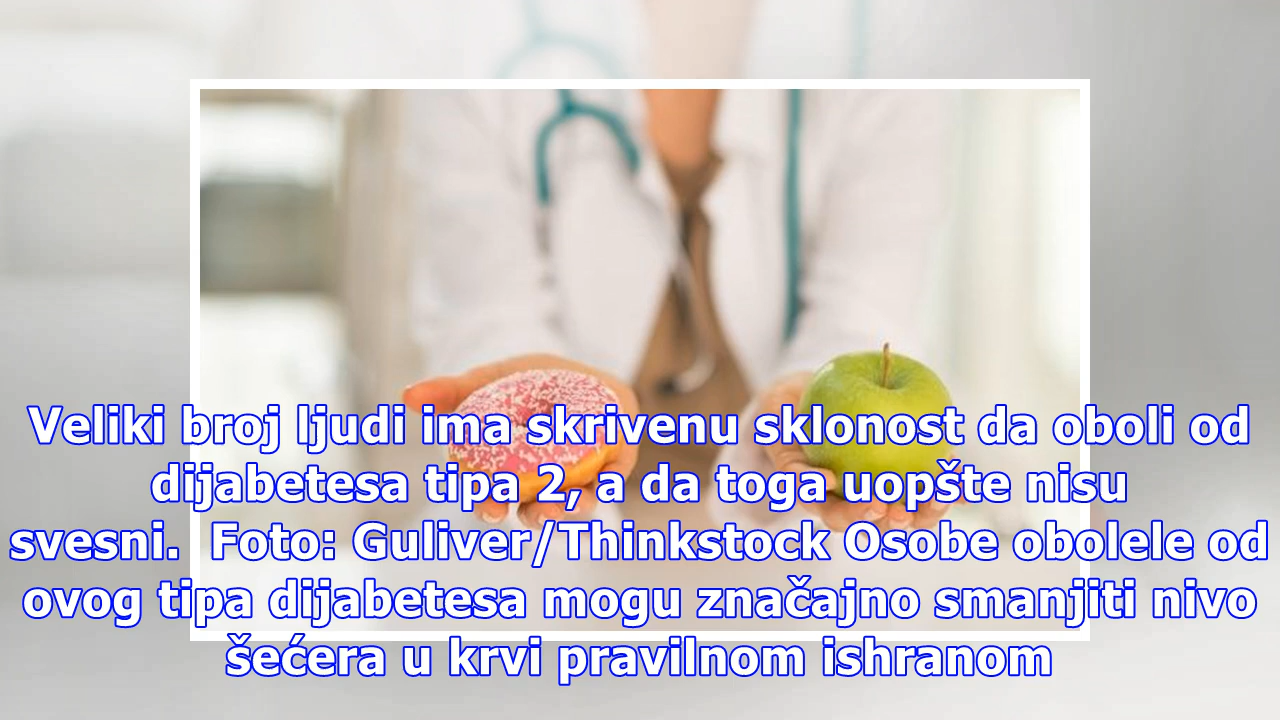 Veliki broj ljudi ima skrivenu sklonost da oboli od
dijabetesa tipa 2, a da toga uopšte nisu
svesni.  Foto: Guliver/Thinkstock Osobe obolele od
ovog tipa dijabetesa mogu značajno smanjiti nivo
šećera u krvi pravilnom ishranom